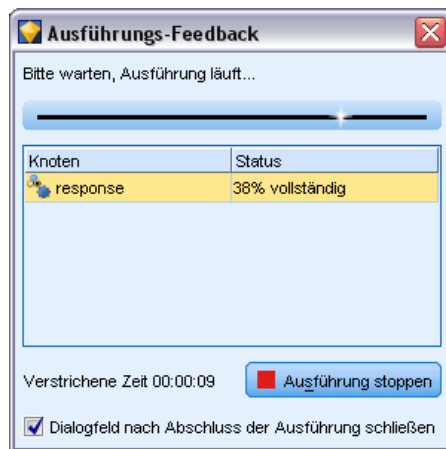 Ausführungs-Feedback
Bitte warten, Ausführung läuft...
Knoten Status
response 38% vollständig
Verstrichene Zeit 00:00:09 Ausführung stoppen
Dialogfeld nach Abschluss der Ausführung schließen